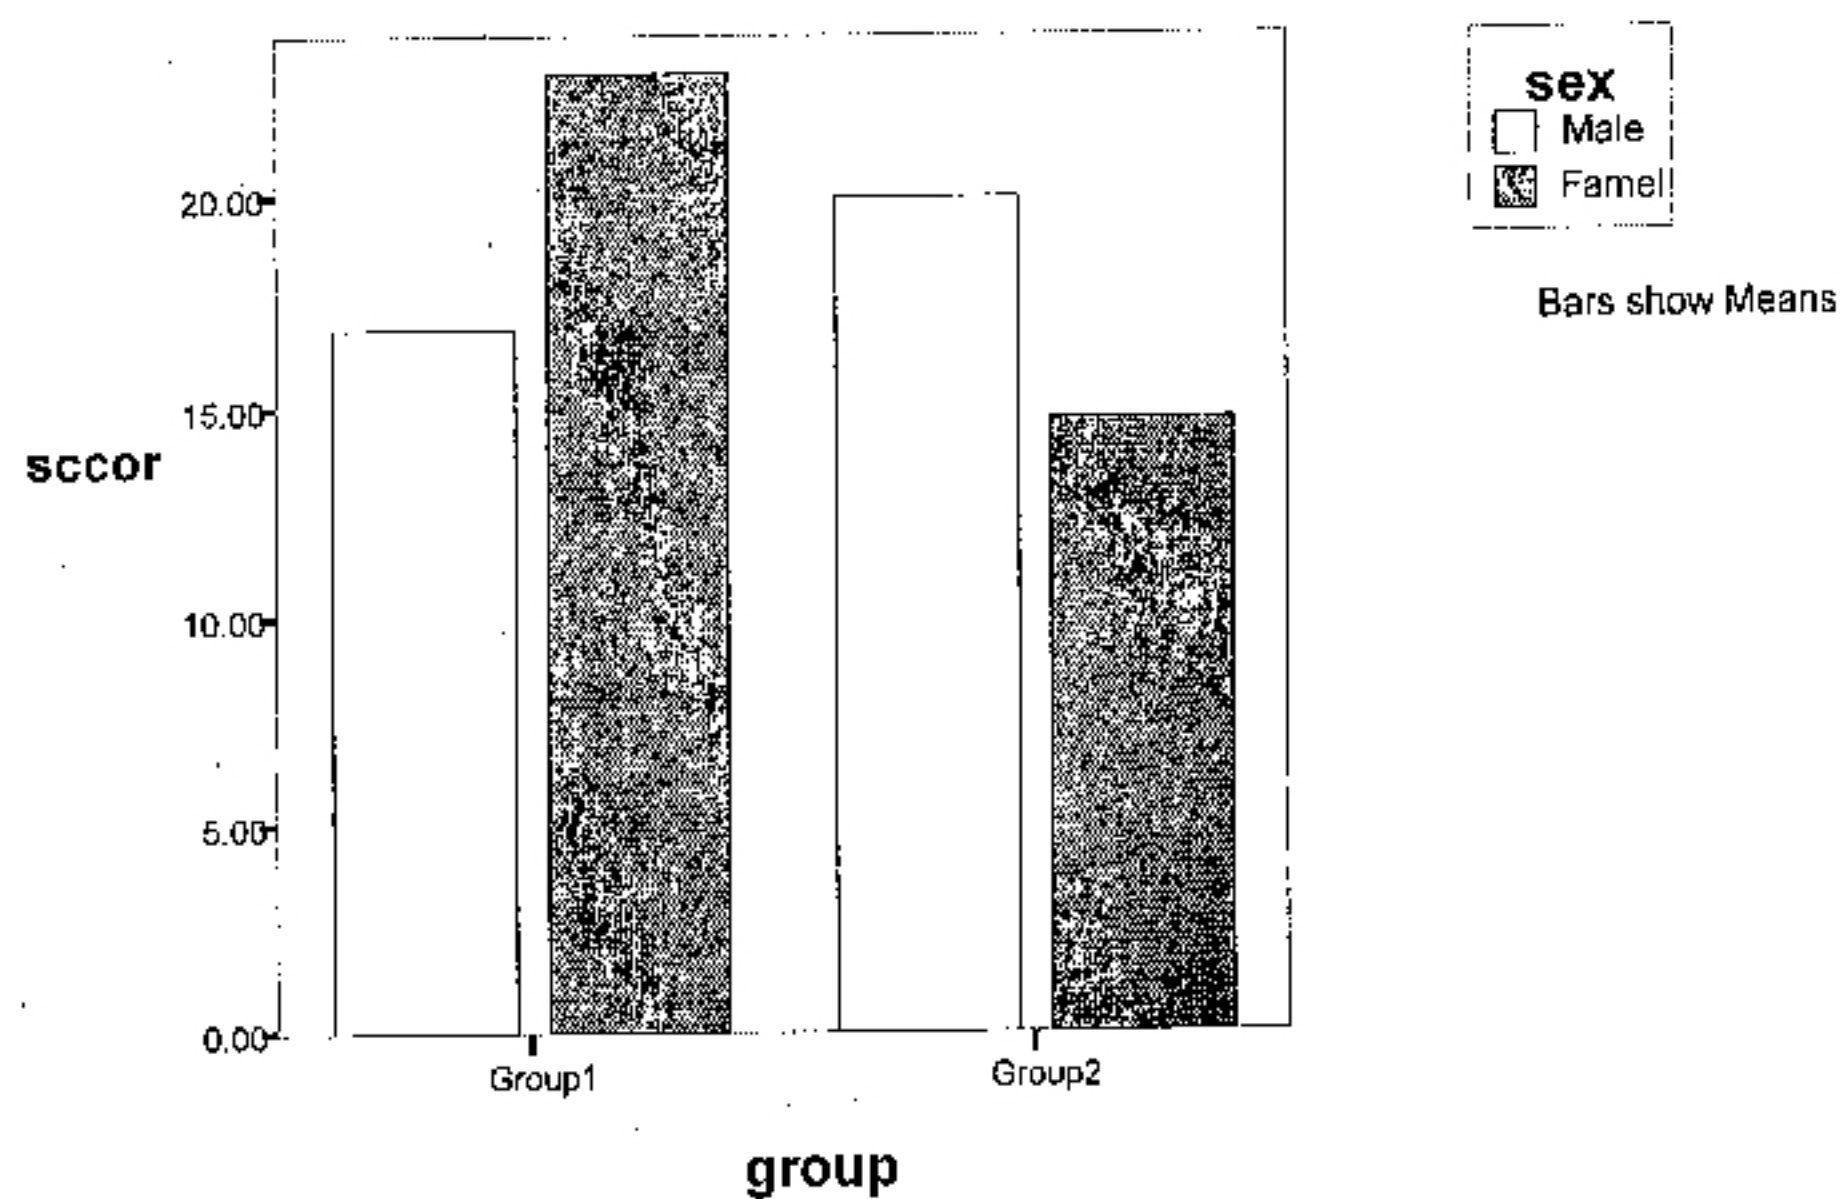 sex
Male
Famel
Bars show Means
20.00
15.00
sccor
10.00
5.00
0.00
Group1
Group2
group